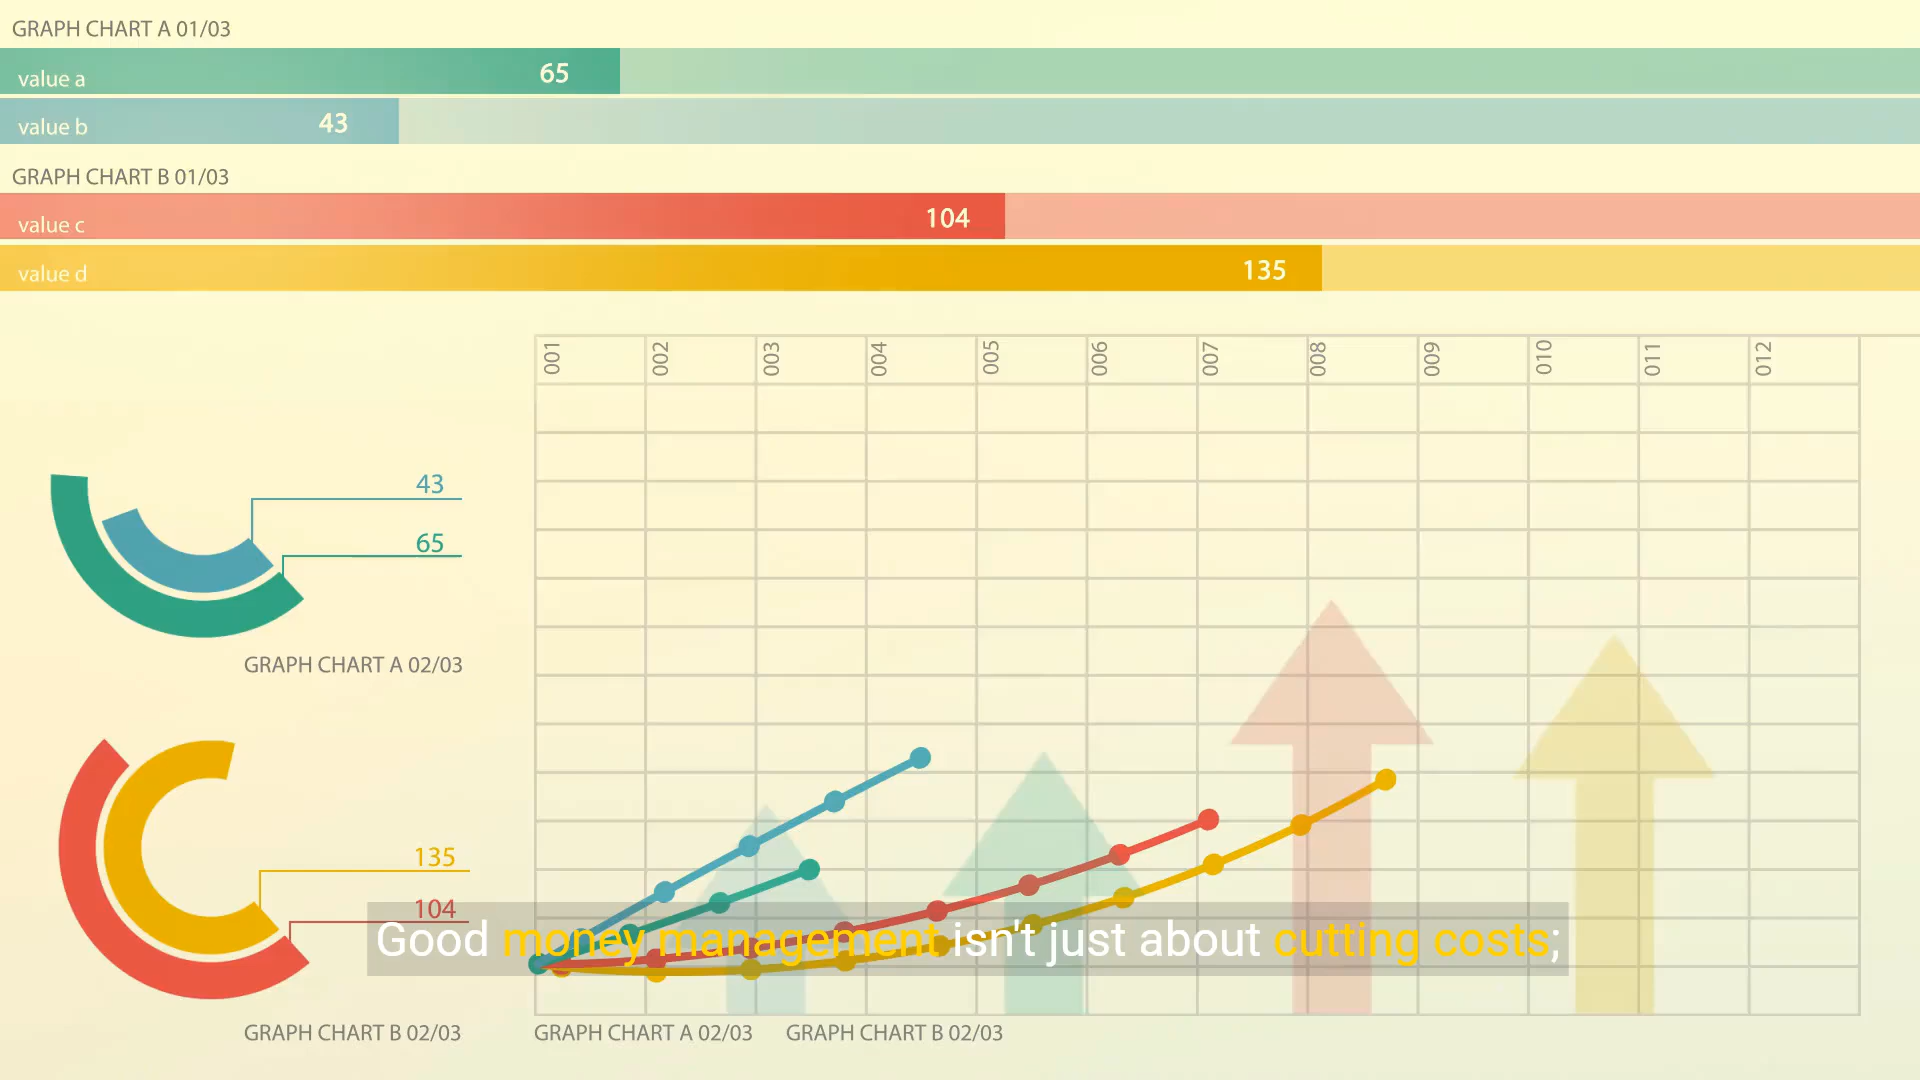 GRAPH CHART A 01/03
value a 65
value b 43
GRAPH CHART B 01/03
value c 104
value d 135
001 002 003 004 005 006 007 008 009 010 011 012
43
65
GRAPH CHART A 02/03
135
104
Good money management isn't just about cutting costs;
GRAPH CHART B 02/03
GRAPH CHART A 02/03 GRAPH CHART B 02/03